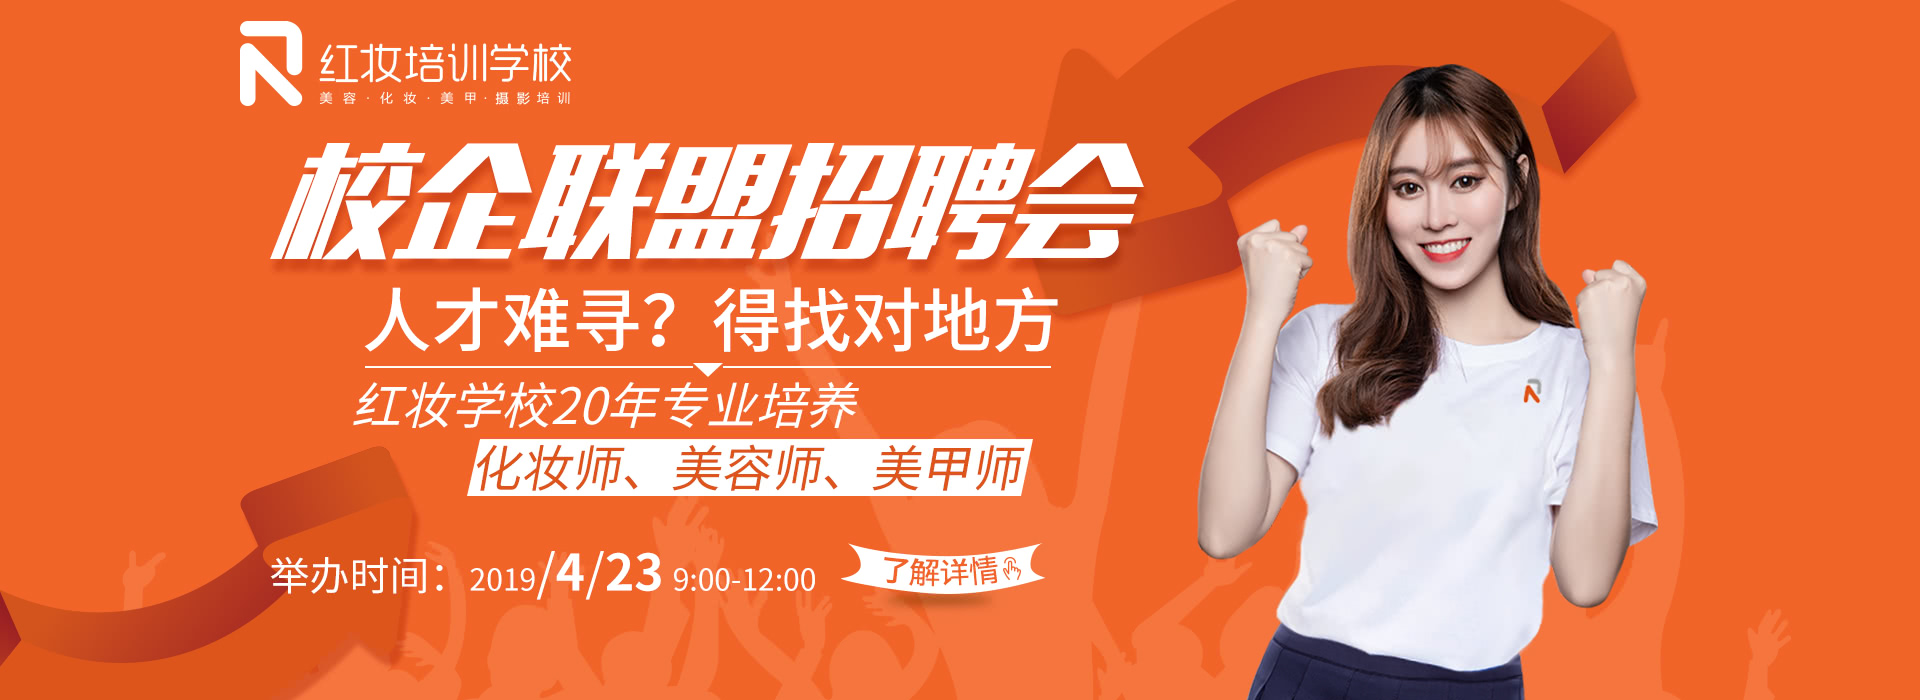 红妆培训学校
美容·化妆·美甲·摄影培训
校企联盟招聘会
人才难寻？得找对地方
红妆学校20年专业培养
化妆师、美容师、美甲师
举办时间：2019/4/23 9:00-12:00
了解详情